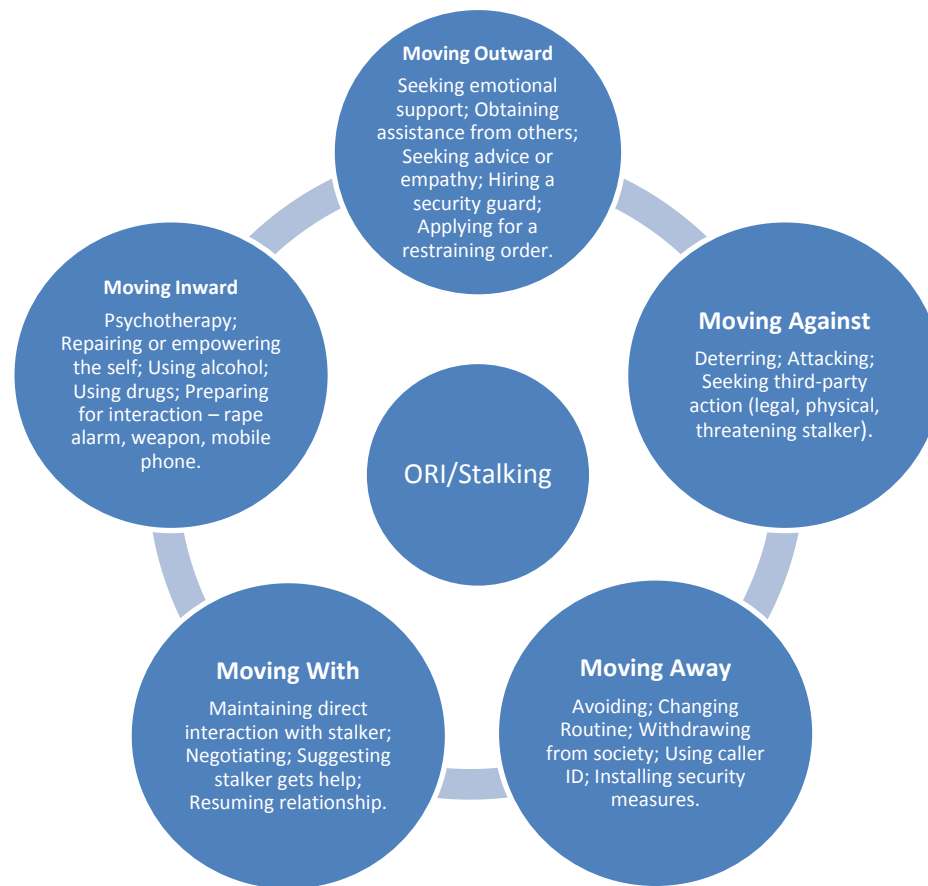 Moving Outward
Seeking emotional
support; Obtaining
assistance from others;
Seeking advice or
empathy; Hiring a
security guard;
Applying for a
restraining order.
Moving Against
Deterring; Attacking;
Seeking third-party
action (legal, physical,
threatening stalker).
Moving Away
Avoiding; Changing
Routine; Withdrawing
from society; Using caller
ID; Installing security
measures.
Moving With
Maintaining direct
interaction with stalker;
Negotiating; Suggesting
stalker gets help;
Resuming relationship.
Moving Inward
Psychotherapy;
Repairing or empowering
the self; Using alcohol;
Using drugs; Preparing
for interaction – rape
alarm, weapon, mobile
phone.
ORI/Stalking